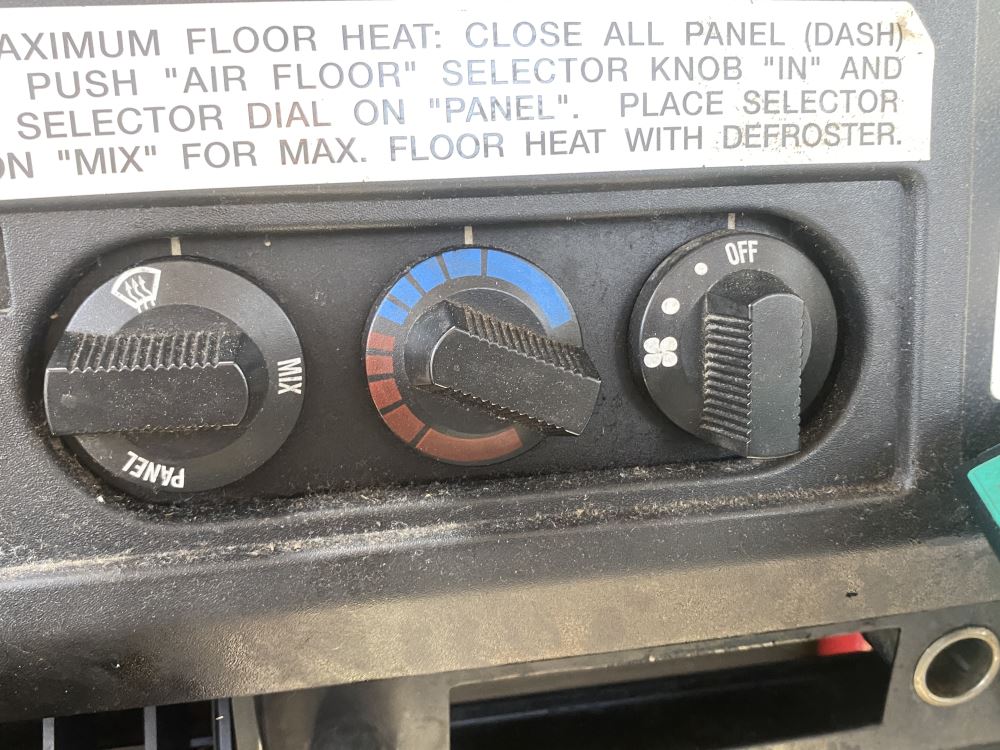 MAXIMUM FLOOR HEAT: CLOSE ALL PANEL (DASH)
PUSH "AIR FLOOR" SELECTOR KNOB "IN" AND
SELECTOR DIAL ON "PANEL". PLACE SELECTOR
ON "MIX" FOR MAX. FLOOR HEAT WITH DEFROSTER.
OFF
MIX
PANEL